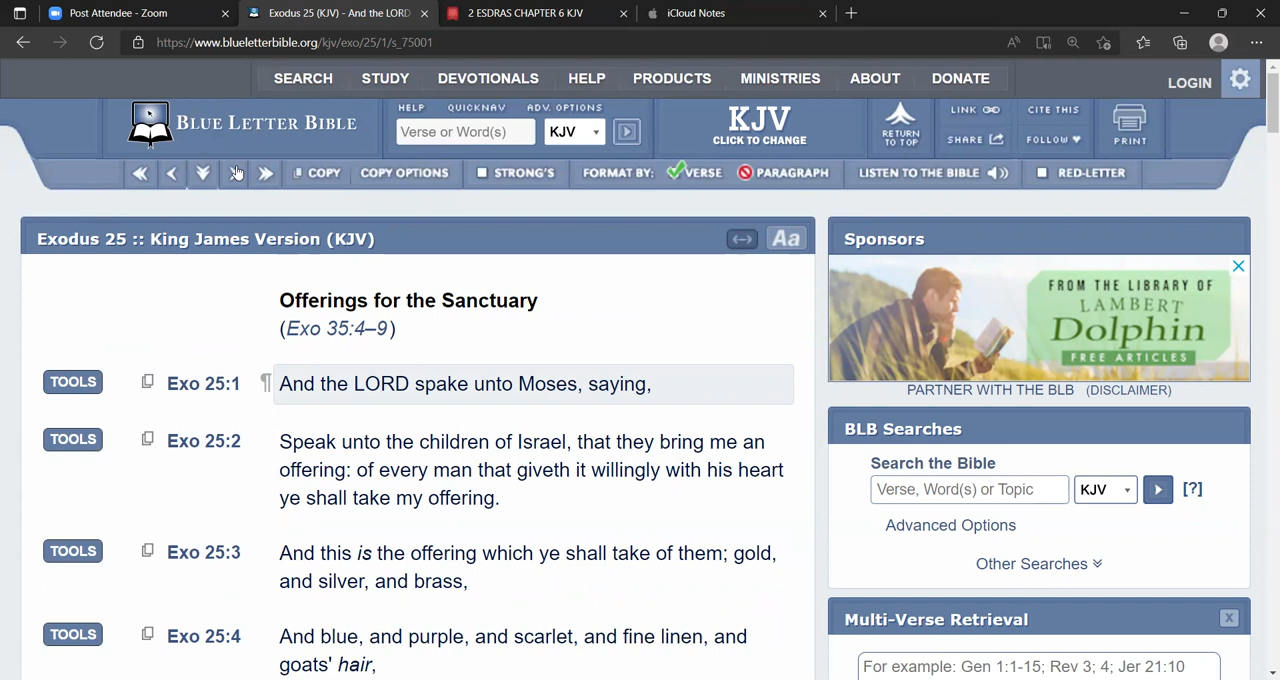 Post Attendee - Zoom
Exodus 25 (KJV) - And the LORD
2 ESDRAS CHAPTER 6 KJV
iCloud Notes
https://www.blueletterbible.org/kjv/exo/25/1/s_75001
SEARCH STUDY DEVOTIONALS HELP PRODUCTS MINISTRIES ABOUT DONATE
LOGIN
BLUE LETTER BIBLE
HELP QUICKNAV ADV. OPTIONS
Verse or Word(s) KJV
KJV
CLICK TO CHANGE
RETURN
TO TOP
LINK CITE THIS
SHARE FOLLOW
PRINT
COPY COPY OPTIONS STRONG'S FORMAT BY: VERSE PARAGRAPH LISTEN TO THE BIBLE RED-LETTER
Exodus 25 :: King James Version (KJV)
Aa
Offerings for the Sanctuary
(Exo 35:4–9)
TOOLS Exo 25:1 ¶ And the LORD spake unto Moses, saying,
TOOLS Exo 25:2 Speak unto the children of Israel, that they bring me an
offering: of every man that giveth it willingly with his heart
ye shall take my offering.
TOOLS Exo 25:3 And this is the offering which ye shall take of them; gold,
and silver, and brass,
TOOLS Exo 25:4 And blue, and purple, and scarlet, and fine linen, and
goats' hair,
Sponsors
FROM THE LIBRARY OF
LAMBERT
Dolphin
FREE ARTICLES
PARTNER WITH THE BLB (DISCLAIMER)
BLB Searches
Search the Bible
Verse, Word(s) or Topic KJV [?]
Advanced Options
Other Searches
Multi-Verse Retrieval x
For example: Gen 1:1-15; Rev 3; 4; Jer 21:10